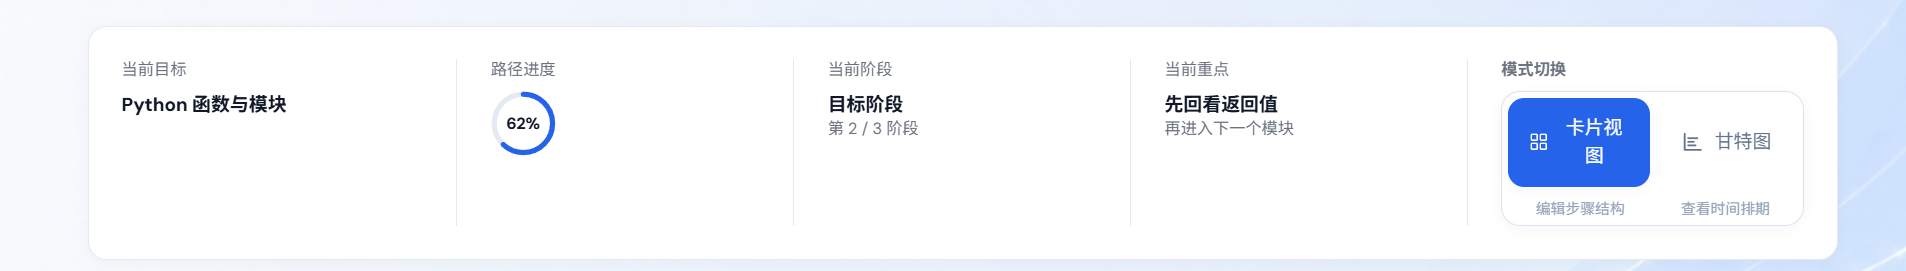 当前目标
Python 函数与模块
路径进度
62%
当前阶段
目标阶段
第 2 / 3 阶段
当前重点
先回看返回值
再进入下一个模块
模式切换
卡片视
图
甘特图
编辑步骤结构
查看时间排期